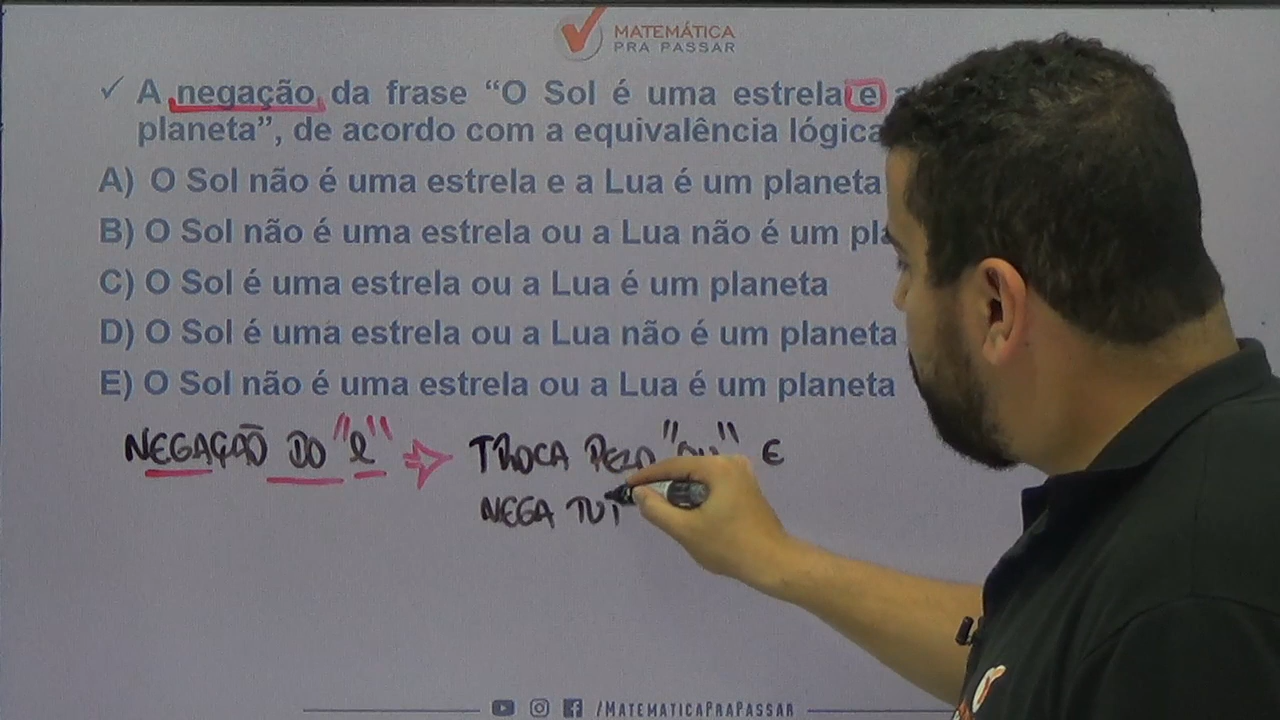 MATEMÁTICA
PRA PASSAR
✓ A negação da frase “O Sol é uma estrela e a
planeta”, de acordo com a equivalência lógica
A) O Sol não é uma estrela e a Lua é um planeta
B) O Sol não é uma estrela ou a Lua não é um pla
C) O Sol é uma estrela ou a Lua é um planeta
D) O Sol é uma estrela ou a Lua não é um planeta
E) O Sol não é uma estrela ou a Lua é um planeta
NEGAÇÃO DO "e" ⇒ TROCA PELO "ou" E
NEGA TUT
/MATEMATICAPRAPASSAR